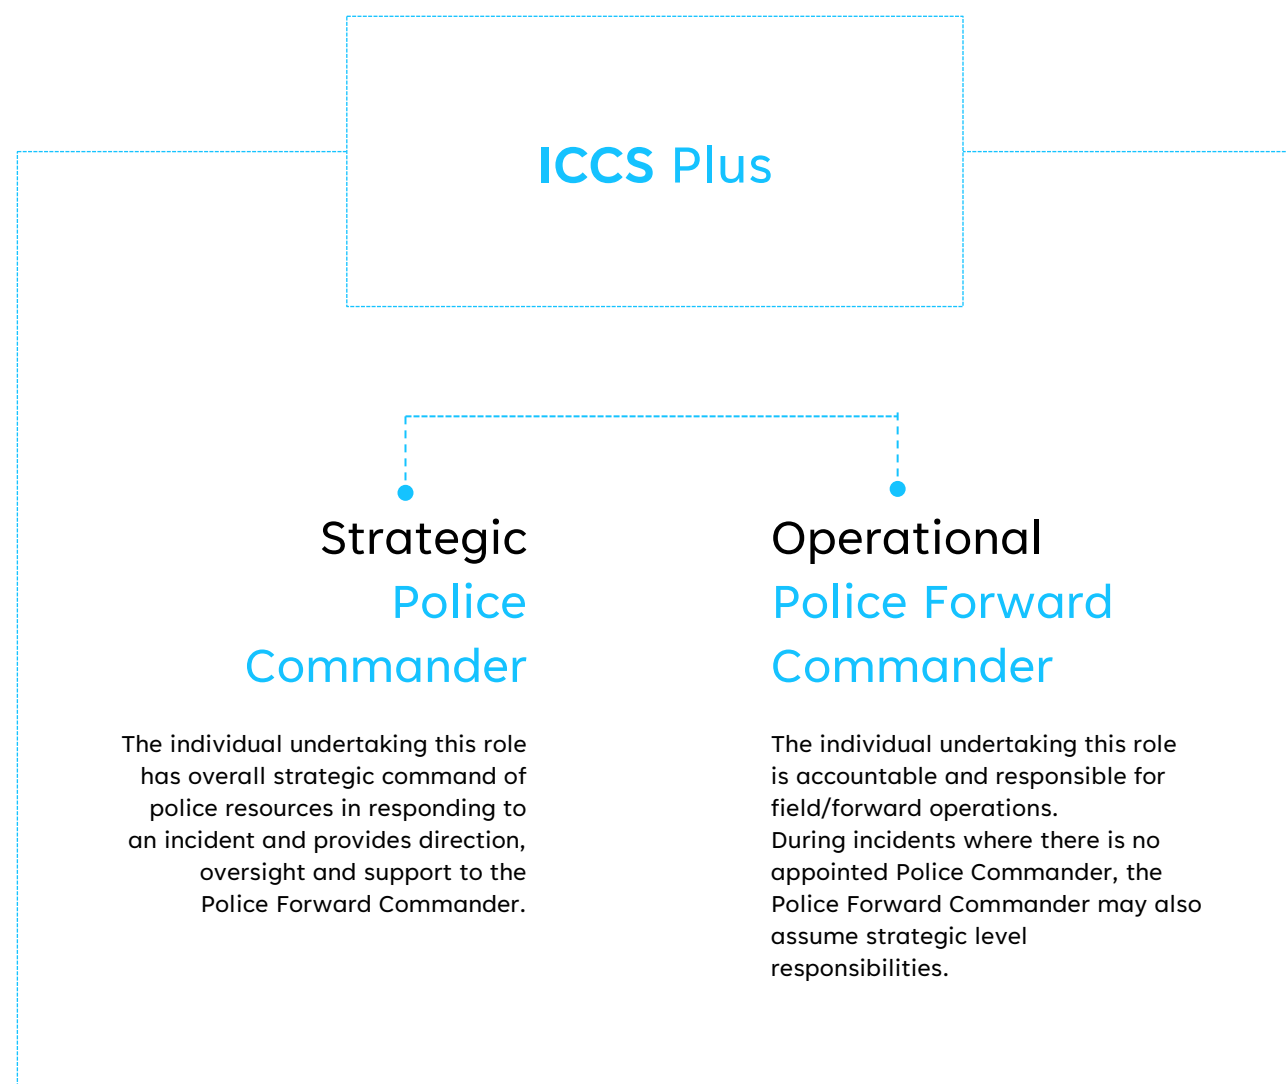 ICCS Plus
Strategic
Police
Commander
The individual undertaking this role
has overall strategic command of
police resources in responding to
an incident and provides direction,
oversight and support to the
Police Forward Commander.
Operational
Police Forward
Commander
The individual undertaking this role
is accountable and responsible for
field/forward operations.
During incidents where there is no
appointed Police Commander, the
Police Forward Commander may also
assume strategic level
responsibilities.